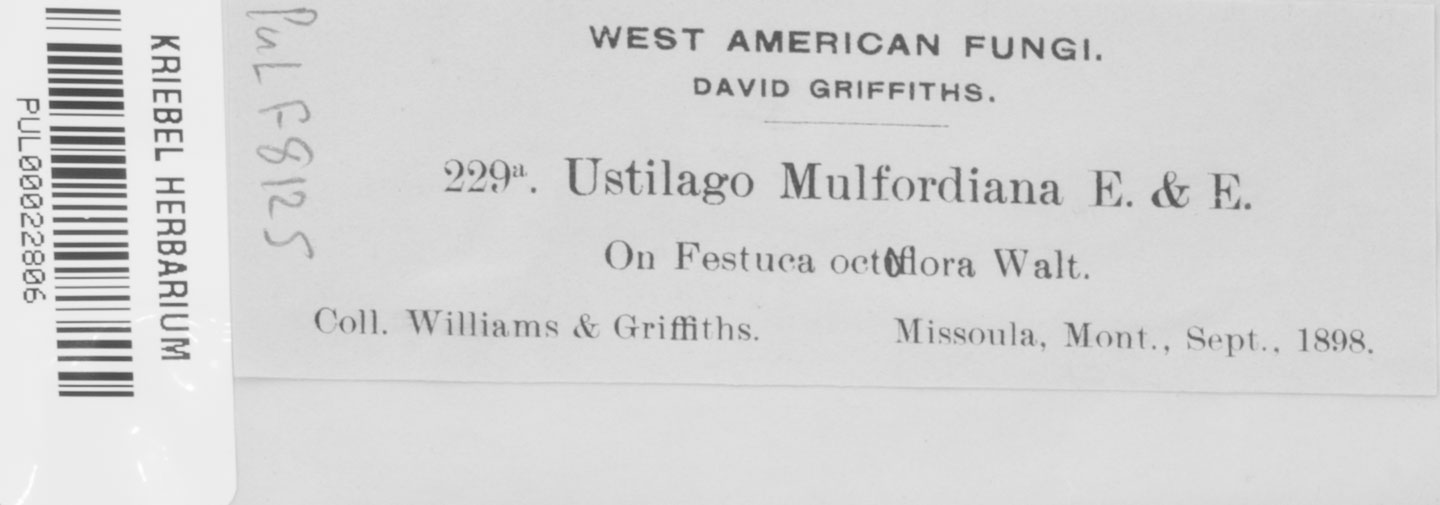 KRIEBEL HERBARIUM
PUL00022806
PuL F8125
WEST AMERICAN FUNGI.
DAVID GRIFFITHS.
229a. Ustilago Mulfordiana E. & E.
On Festuca octoflora Walt.
Coll. Williams & Griffiths. Missoula, Mont., Sept., 1898.